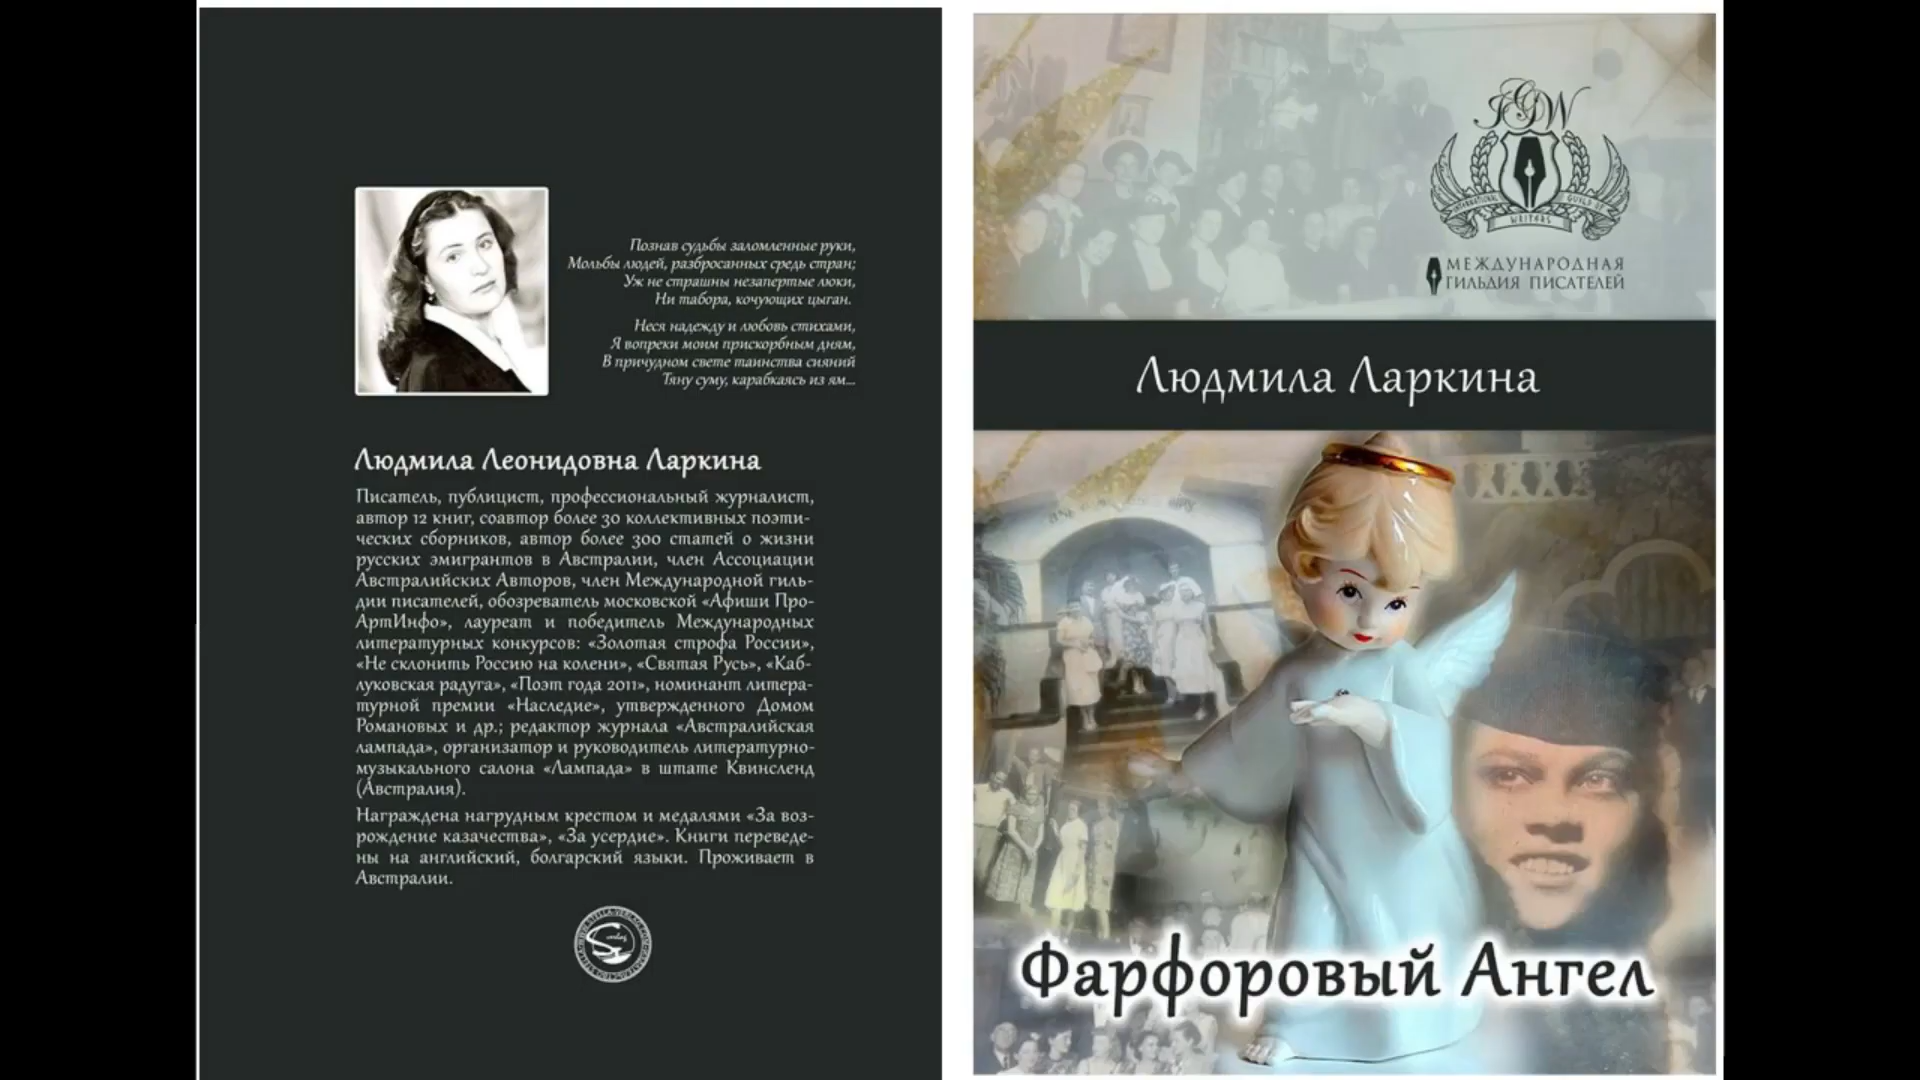 Познав судьбы заломленные руки,
Мольбы людей, разбросанных средь стран;
Уж не страшны незапертые люки,
Ни табора, кочующих цыган.
Неся надежду и любовь стихами,
Я вопреки моим прискорбным дням,
В причудном свете таинства сияний
Тяну суму, карабкаясь из ям...
Людмила Леонидовна Ларкина
Писатель, публицист, профессиональный журналист,
автор 12 книг, соавтор более 30 коллективных поэти-
ческих сборников, автор более 300 статей о жизни
русских эмигрантов в Австралии, член Ассоциации
Австралийских Авторов, член Международной гиль-
дии писателей, обозреватель московской «Афиши Про-
АртИнфо», лауреат и победитель Международных
литературных конкурсов: «Золотая строфа России»,
«Не склонить Россию на колени», «Святая Русь», «Каб-
луковская радуга», «Поэт года 2011», номинант литера-
турной премии «Наследие», утвержденного Домом
Романовых и др.; редактор журнала «Австралийская
лампада», организатор и руководитель литературно-
музыкального салона «Лампада» в штате Квинсленд
(Австралия).
Награждена нагрудным крестом и медалями «За воз-
рождение казачества», «За усердие». Книги переведе-
ны на английский, болгарский языки. Проживает в
Австралии.
IGW
INTERNATIONAL GUILD OF
WRITERS
МЕЖДУНАРОДНАЯ
ГИЛЬДИЯ ПИСАТЕЛЕЙ
Людмила Ларкина
Фарфоровый Ангел